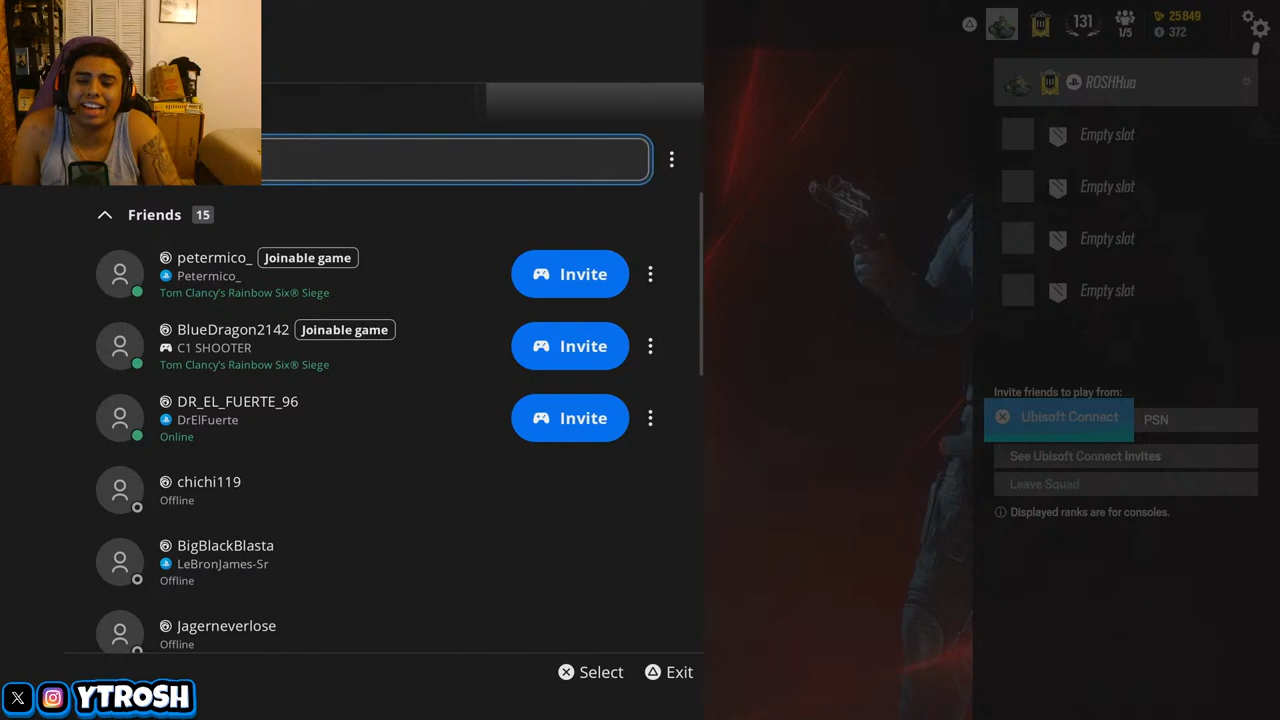 131
1/5
25 849
372
ROSHHua
Empty slot
Empty slot
Empty slot
Empty slot
Invite friends to play from:
Ubisoft Connect
PSN
See Ubisoft Connect Invites
Leave Squad
Displayed ranks are for consoles.
Friends 15
petermico_ Joinable game
Petermico_
Tom Clancy's Rainbow Six® Siege
Invite
BlueDragon2142 Joinable game
C1 SHOOTER
Tom Clancy's Rainbow Six® Siege
Invite
DR_EL_FUERTE_96
DrElFuerte
Online
Invite
chichi119
Offline
BigBlackBlasta
LeBronJames-Sr
Offline
Jagerneverlose
Offline
Select Exit
YTROSH